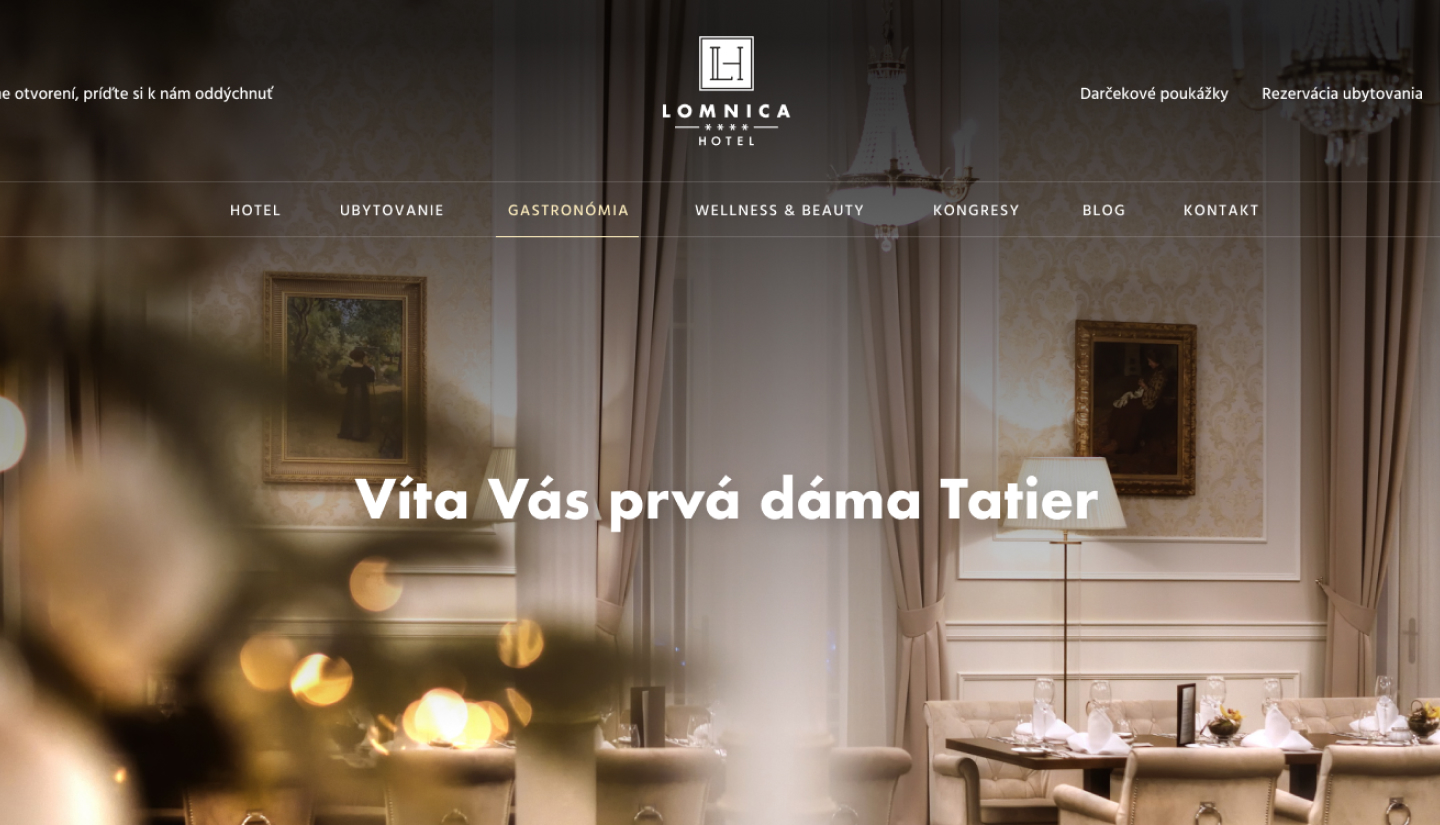 otvorení, príďte si k nám oddýchnuť
LH
LOMNICA
****
HOTEL
Darčekové poukážky
Rezervácia ubytovania
HOTEL
UBYTOVANIE
GASTRONÓMIA
WELLNESS & BEAUTY
KONGRESY
BLOG
KONTAKT
Víta Vás prvá dáma Tatier